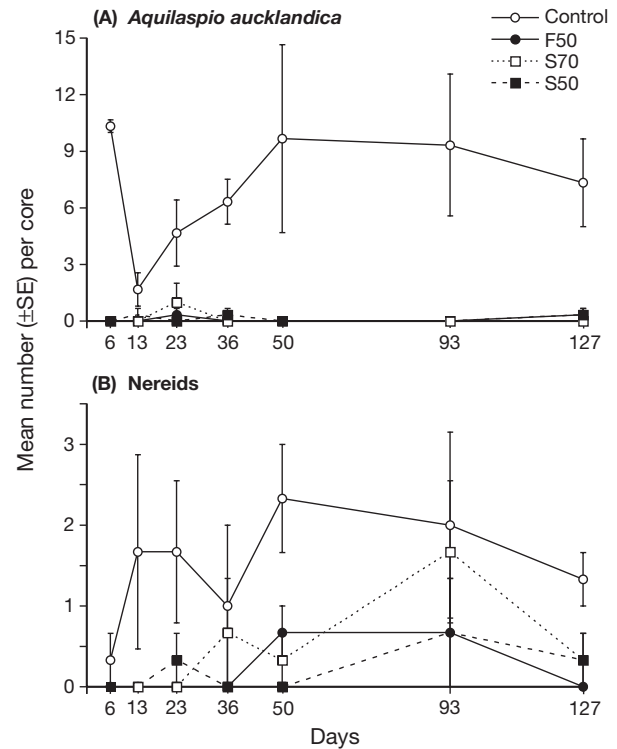 (A) Aquilaspio aucklandica
Control
F50
S70
S50
15
12
9
6
3
0
6 13 23 36 50 93 127
Mean number (±SE) per core
(B) Nereids
3
2
1
0
6 13 23 36 50 93 127
Days